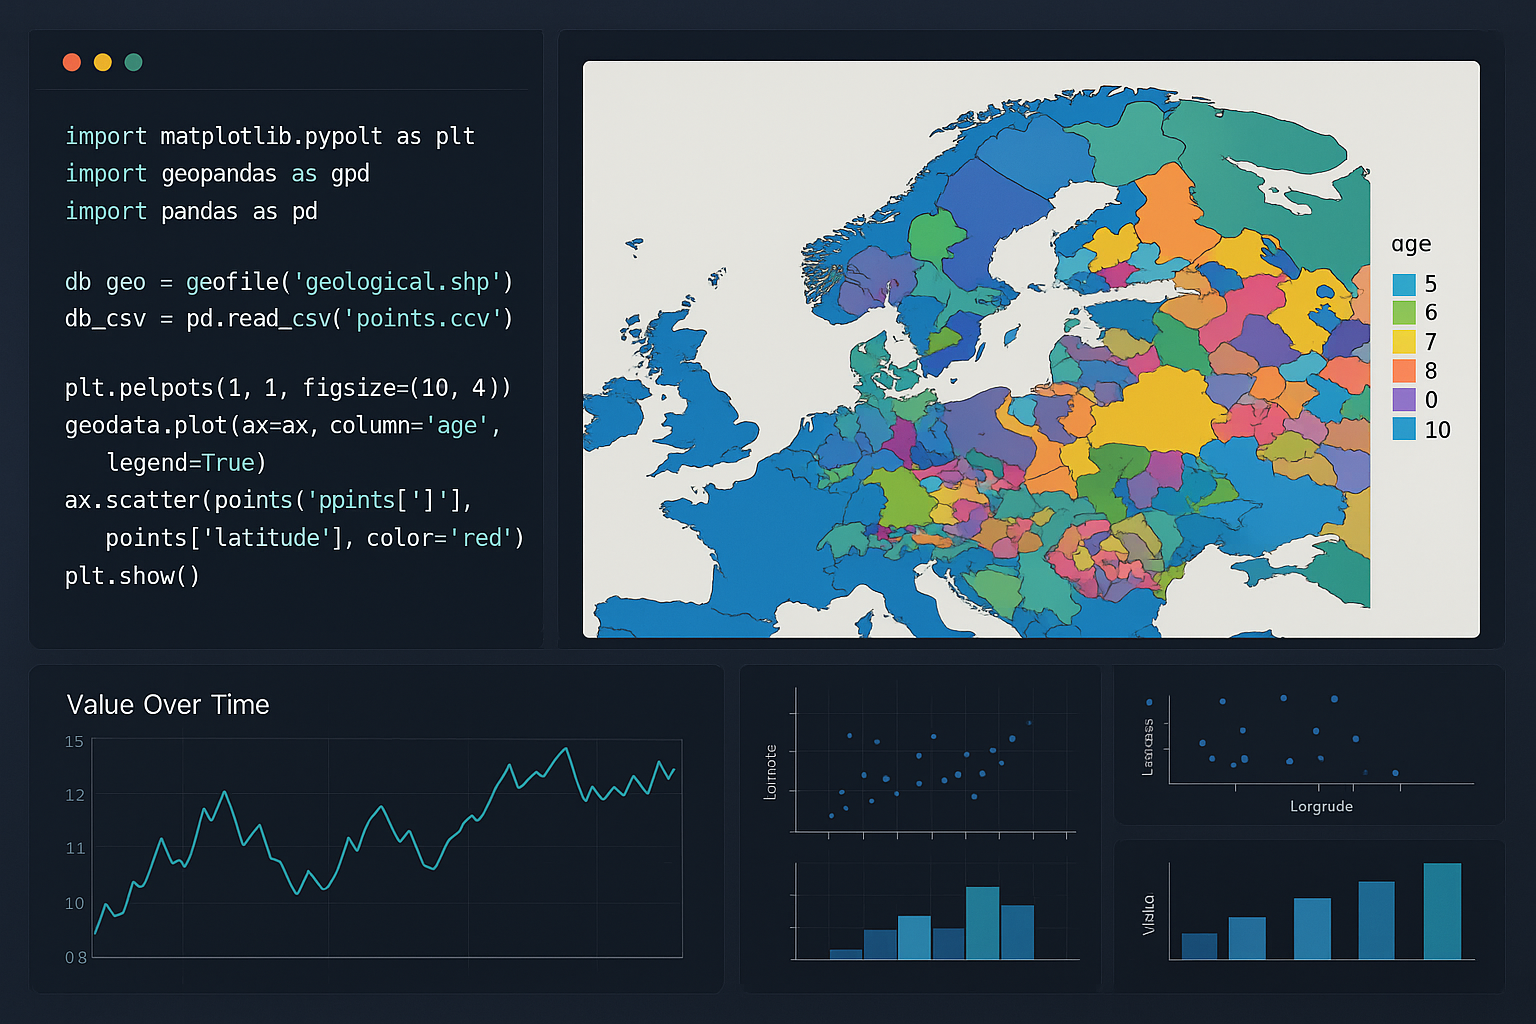 import matplotlib.pypolt as plt
import geopandas as gpd
import pandas as pd
db geo = geofile('geological.shp')
db_csv = pd.read_csv('points.ccv')
plt.pelpots(1, 1, figsize=(10, 4))
geodata.plot(ax=ax, column='age',
legend=True)
ax.scatter(points('ppints[']'],
points['latitude'], color='red')
plt.show()
age
5
6
7
8
0
10
Value Over Time
15
12
11
10
08
Lorgrude